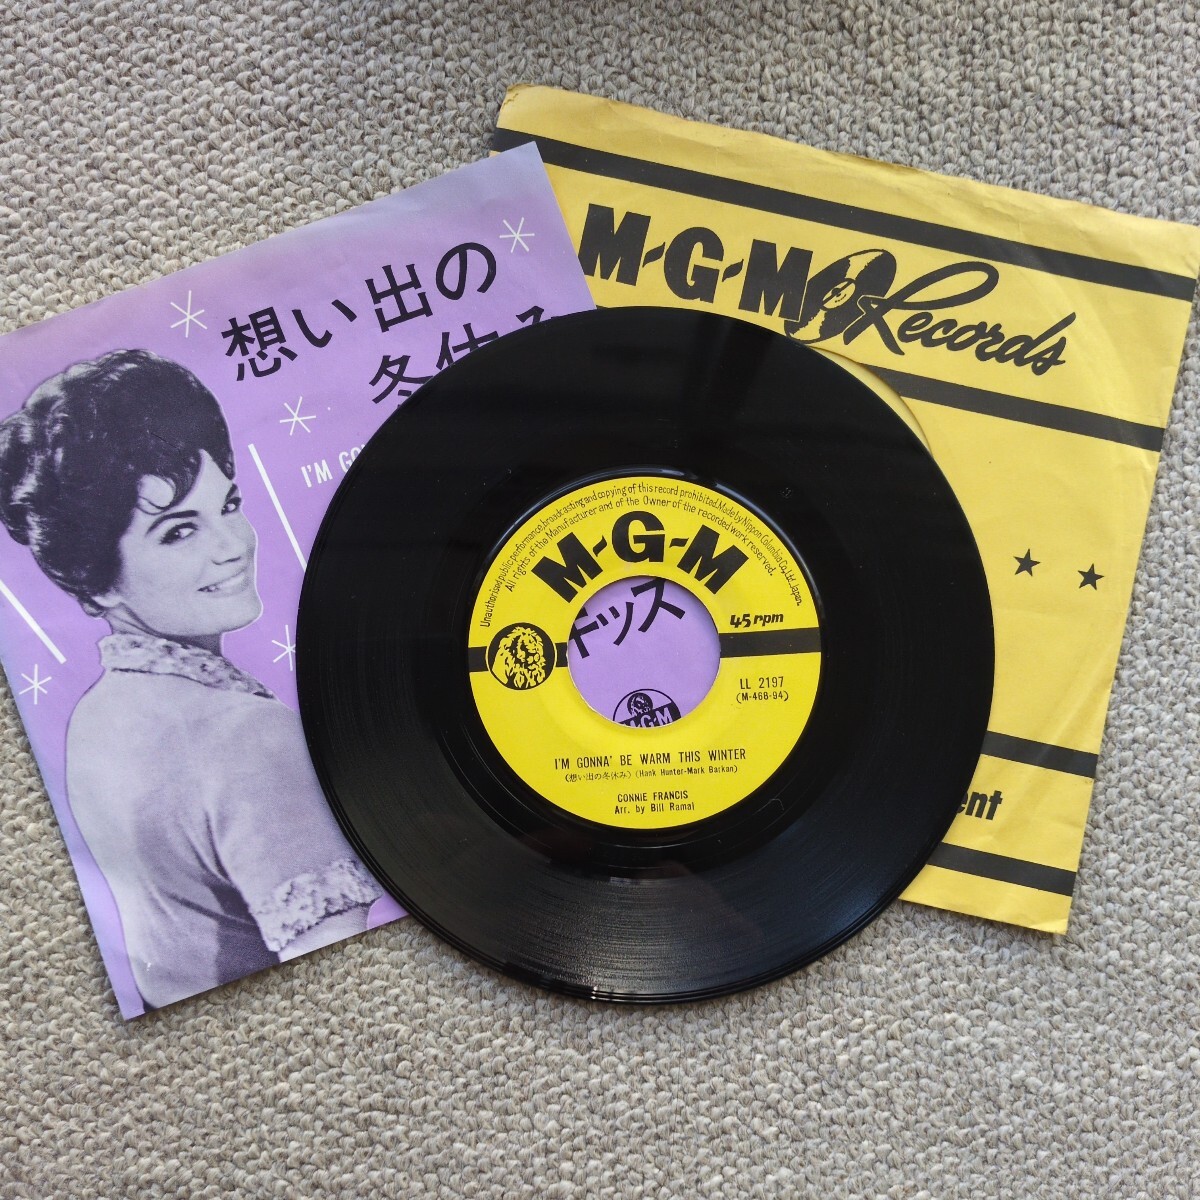 想い出の
冬休み
I'M GO
M-G-M Records
ent
Unauthorised public performance, broadcasting and copying of this record prohibited. Made by Nippon Columbia Co., Ltd. Japan.
All rights of the Manufacturer and of the Owner of the recorded work reserved.
M-G-M
45 rpm
ドッス
M-G-M
LL 2197
(M-468-94)
I'M GONNA' BE WARM THIS WINTER
(想い出の冬休み) (Hank Hunter-Mark Barkan)
CONNIE FRANCIS
Arr. by Bill Ramal